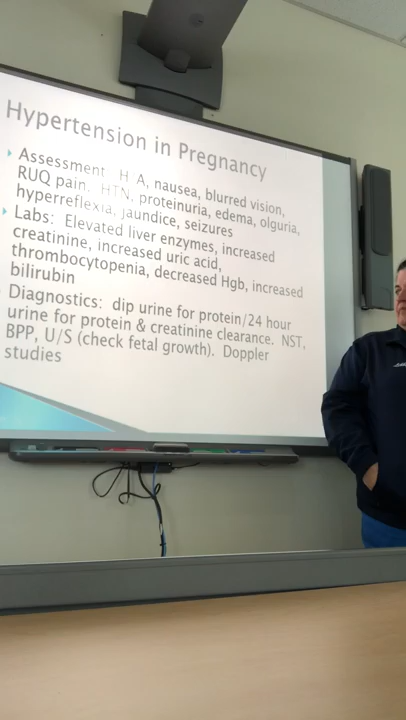 Hypertension in Pregnancy
Assessment H A, nausea, blurred vision,
RUQ pain. HTN, proteinuria, edema, olguria,
hyperreflexia, jaundice, seizures
Labs: Elevated liver enzymes, increased
creatinine, increased uric acid,
thrombocytopenia, decreased Hgb, increased
bilirubin
Diagnostics: dip urine for protein/24 hour
urine for protein & creatinine clearance. NST,
BPP, U/S (check fetal growth). Doppler
studies